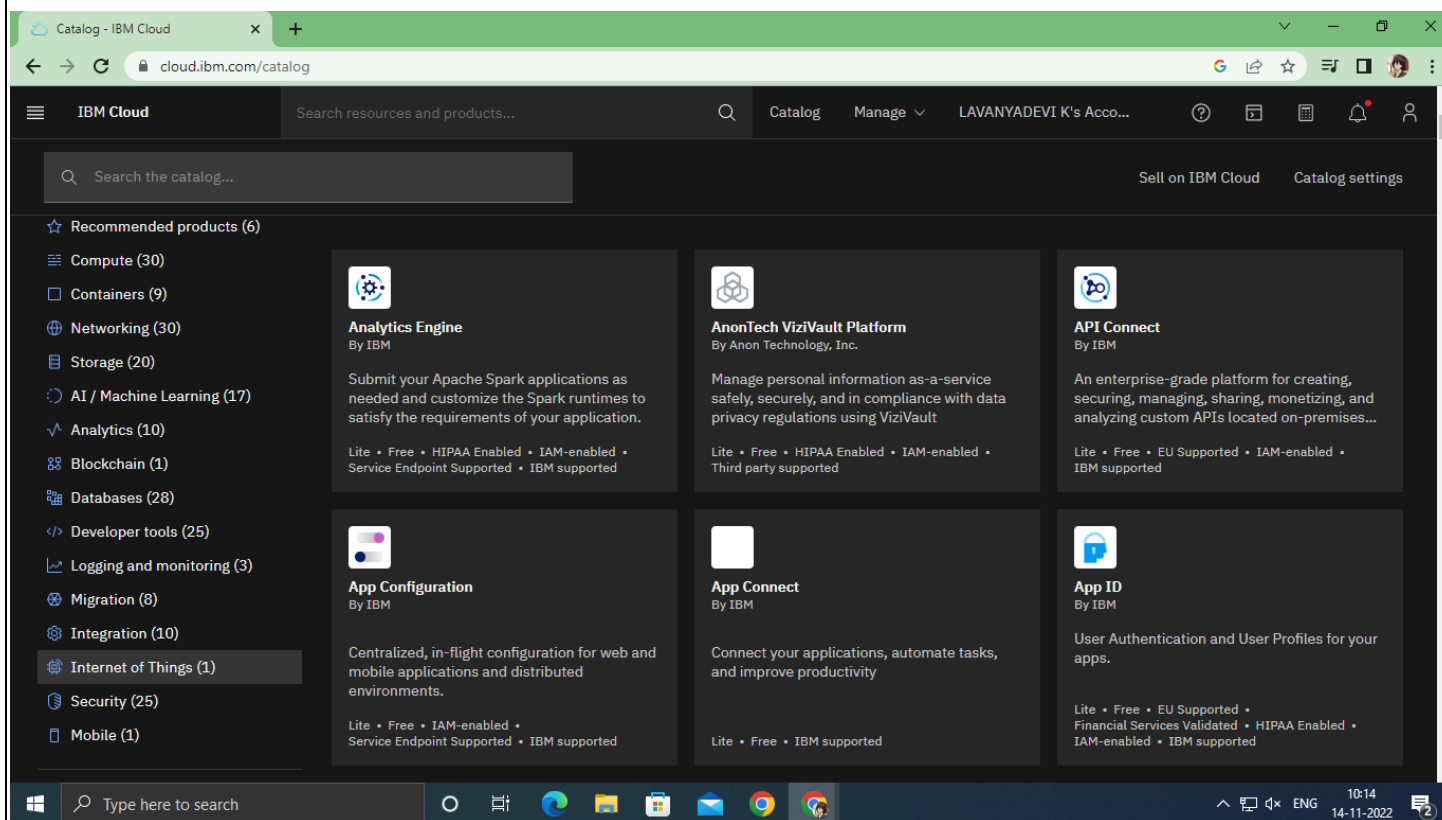 Catalog - IBM Cloud
cloud.ibm.com/catalog
IBM Cloud
Search resources and products...
Catalog
Manage
LAVANYADEVI K's Acco...
Search the catalog...
Sell on IBM Cloud
Catalog settings
Recommended products (6)
Compute (30)
Containers (9)
Networking (30)
Storage (20)
AI / Machine Learning (17)
Analytics (10)
Blockchain (1)
Databases (28)
Developer tools (25)
Logging and monitoring (3)
Migration (8)
Integration (10)
Internet of Things (1)
Security (25)
Mobile (1)
Analytics Engine
By IBM
Submit your Apache Spark applications as
needed and customize the Spark runtimes to
satisfy the requirements of your application.
Lite • Free • HIPAA Enabled • IAM-enabled •
Service Endpoint Supported • IBM supported
AnonTech ViziVault Platform
By Anon Technology, Inc.
Manage personal information as-a-service
safely, securely, and in compliance with data
privacy regulations using ViziVault
Lite • Free • HIPAA Enabled • IAM-enabled •
Third party supported
API Connect
By IBM
An enterprise-grade platform for creating,
securing, managing, sharing, monetizing, and
analyzing custom APIs located on-premises...
Lite • Free • EU Supported • IAM-enabled •
IBM supported
App Configuration
By IBM
Centralized, in-flight configuration for web and
mobile applications and distributed
environments.
Lite • Free • IAM-enabled •
Service Endpoint Supported • IBM supported
App Connect
By IBM
Connect your applications, automate tasks,
and improve productivity
Lite • Free • IBM supported
App ID
By IBM
User Authentication and User Profiles for your
apps.
Lite • Free • EU Supported •
Financial Services Validated • HIPAA Enabled •
IAM-enabled • IBM supported
Type here to search
ENG
10:14
14-11-2022
2